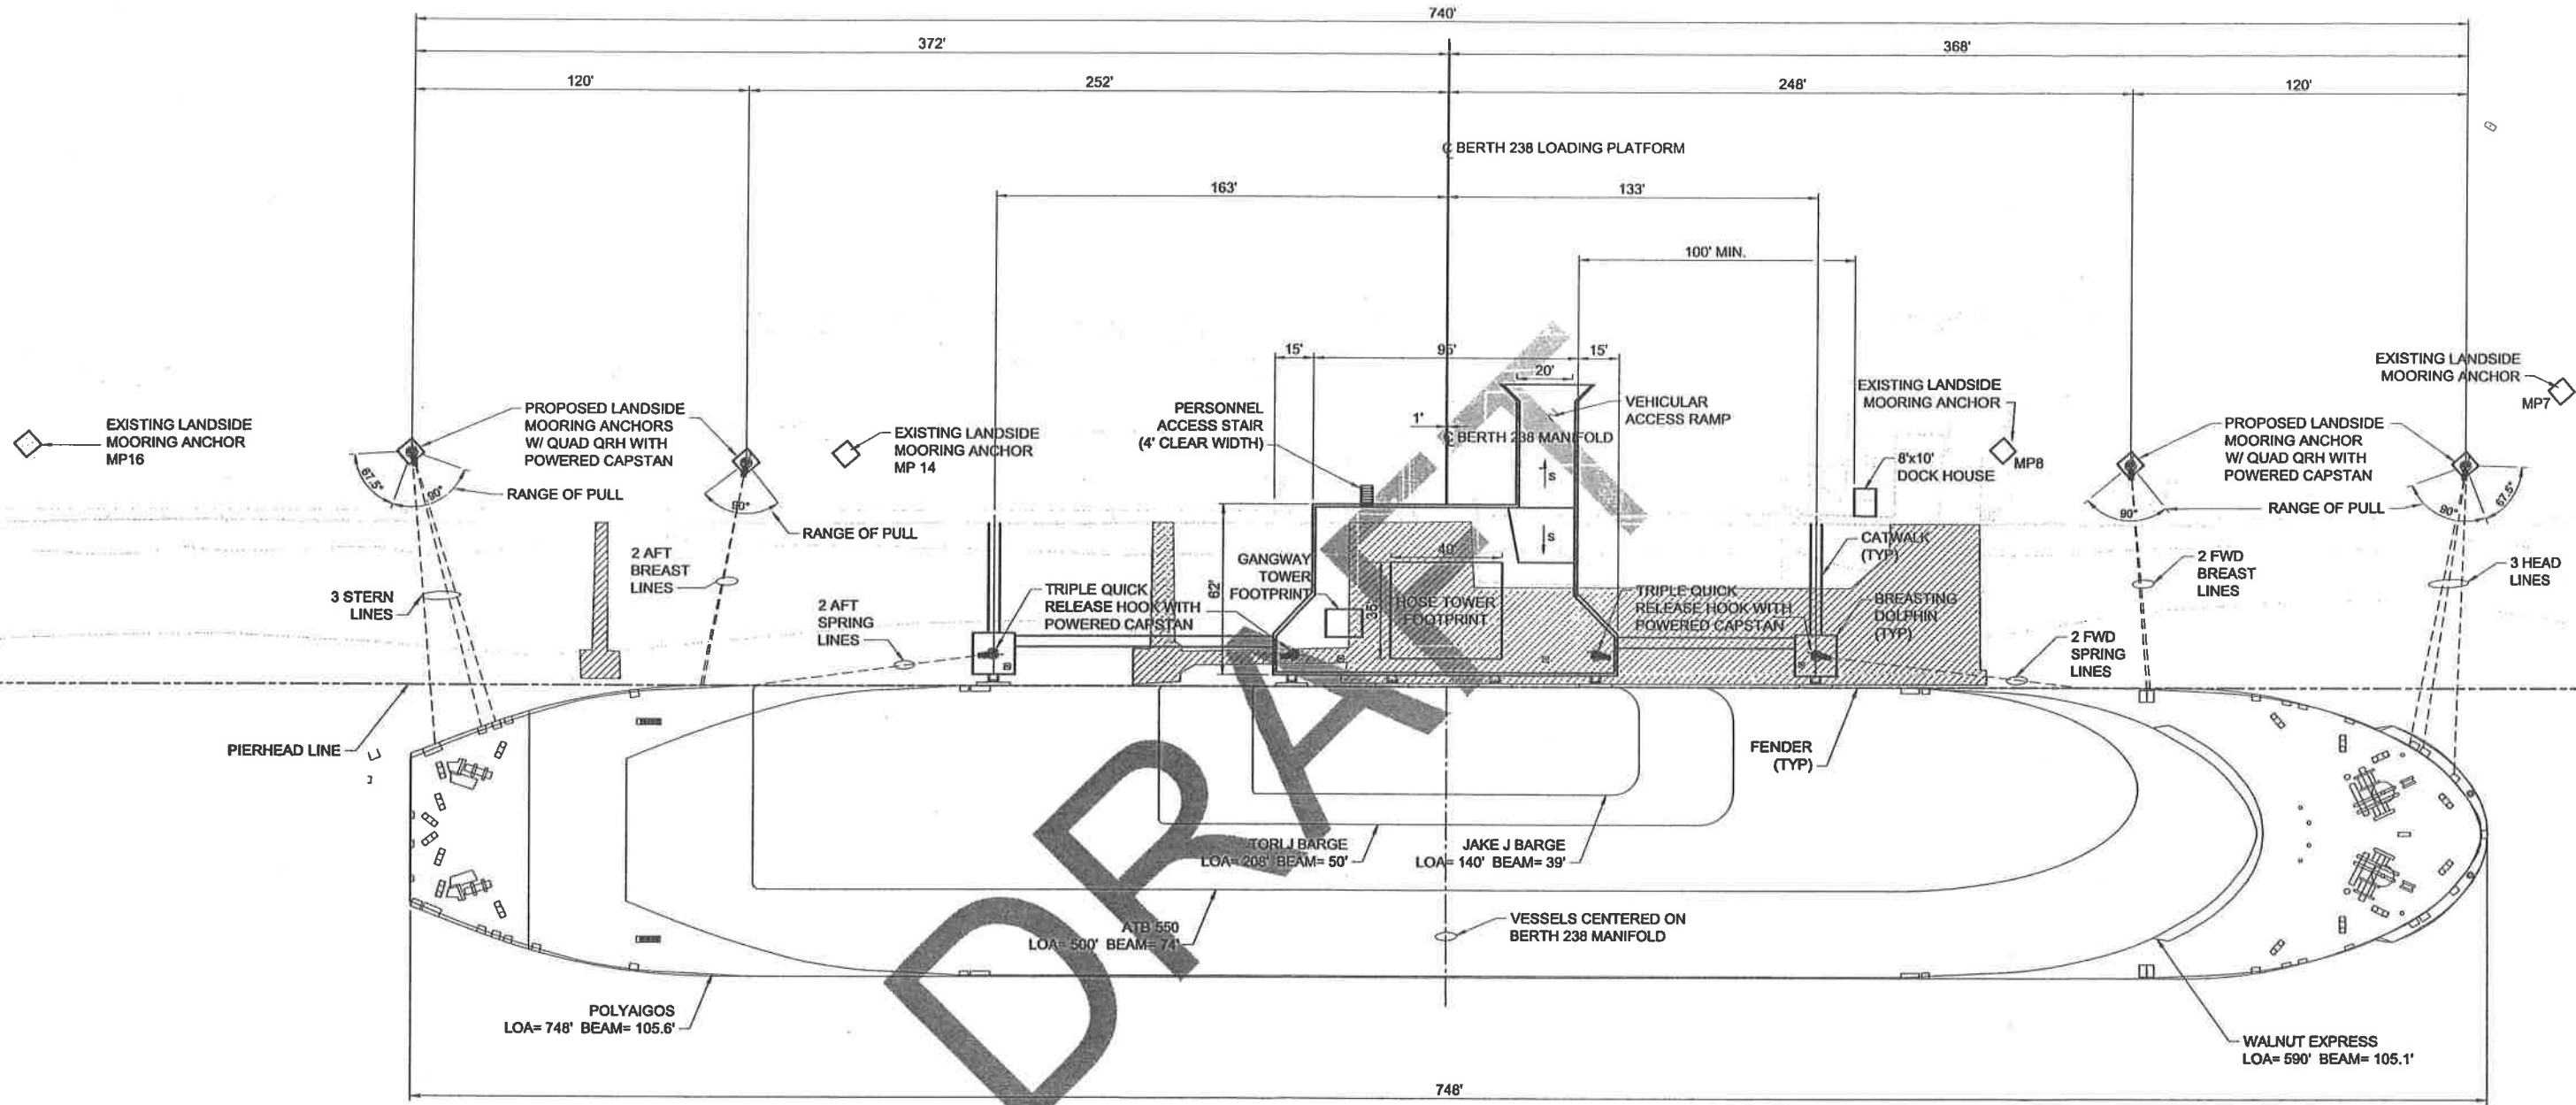 740'
372'
368'
120'
252'
248'
120'
℄ BERTH 238 LOADING PLATFORM
163'
133'
100' MIN.
15'
95'
15'
20'
EXISTING LANDSIDE
MOORING ANCHOR
MP7
EXISTING LANDSIDE
MOORING ANCHOR
MP8
EXISTING LANDSIDE
MOORING ANCHOR
MP16
PROPOSED LANDSIDE
MOORING ANCHORS
W/ QUAD QRH WITH
POWERED CAPSTAN
EXISTING LANDSIDE
MOORING ANCHOR
MP 14
PERSONNEL
ACCESS STAIR
(4' CLEAR WIDTH)
1'
℄ BERTH 238 MANIFOLD
VEHICULAR
ACCESS RAMP
8'x10'
DOCK HOUSE
PROPOSED LANDSIDE
MOORING ANCHOR
W/ QUAD QRH WITH
POWERED CAPSTAN
67.5°
90°
RANGE OF PULL
90°
RANGE OF PULL
S
S
90°
RANGE OF PULL
90°
67.5°
3 STERN
LINES
2 AFT
BREAST
LINES
2 AFT
SPRING
LINES
TRIPLE QUICK
RELEASE HOOK WITH
POWERED CAPSTAN
62'
GANGWAY
TOWER
FOOTPRINT
40'
35'
HOSE TOWER
FOOTPRINT
TRIPLE QUICK
RELEASE HOOK WITH
POWERED CAPSTAN
CATWALK
(TYP)
BREASTING
DOLPHIN
(TYP)
2 FWD
SPRING
LINES
2 FWD
BREAST
LINES
3 HEAD
LINES
PIERHEAD LINE
FENDER
(TYP)
TORI J BARGE
LOA= 208' BEAM= 50'
JAKE J BARGE
LOA= 140' BEAM= 39'
ATB 550
LOA= 500' BEAM= 74'
VESSELS CENTERED ON
BERTH 238 MANIFOLD
POLYAIGOS
LOA= 748' BEAM= 105.6'
WALNUT EXPRESS
LOA= 590' BEAM= 105.1'
748'
DRAFT